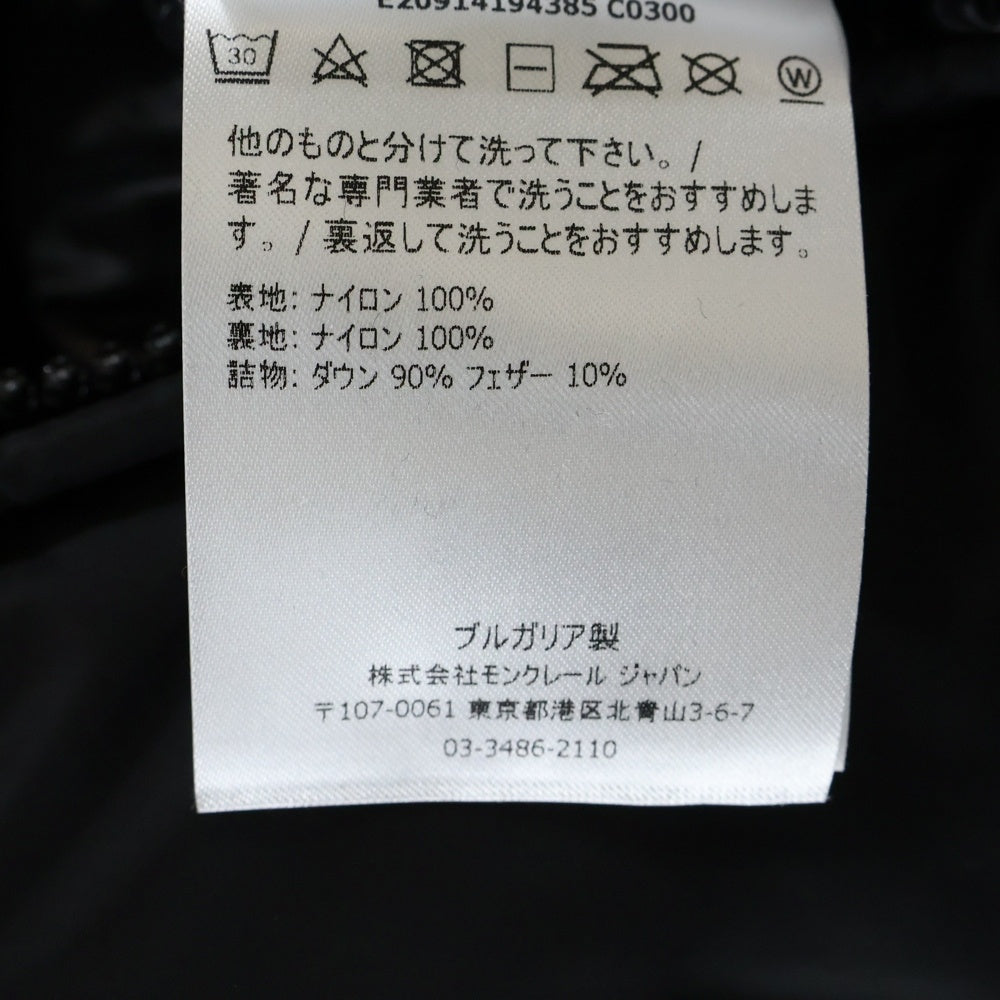 E20914194385 C0300
30
W
他のものと分けて洗って下さい。/
著名な専門業者で洗うことをおすすめしま
す。/ 裏返して洗うことをおすすめします。
表地: ナイロン 100%
裏地: ナイロン 100%
詰物: ダウン 90% フェザー 10%
ブルガリア製
株式会社モンクレール ジャパン
〒107-0061 東京都港区北青山3-6-7
03-3486-2110